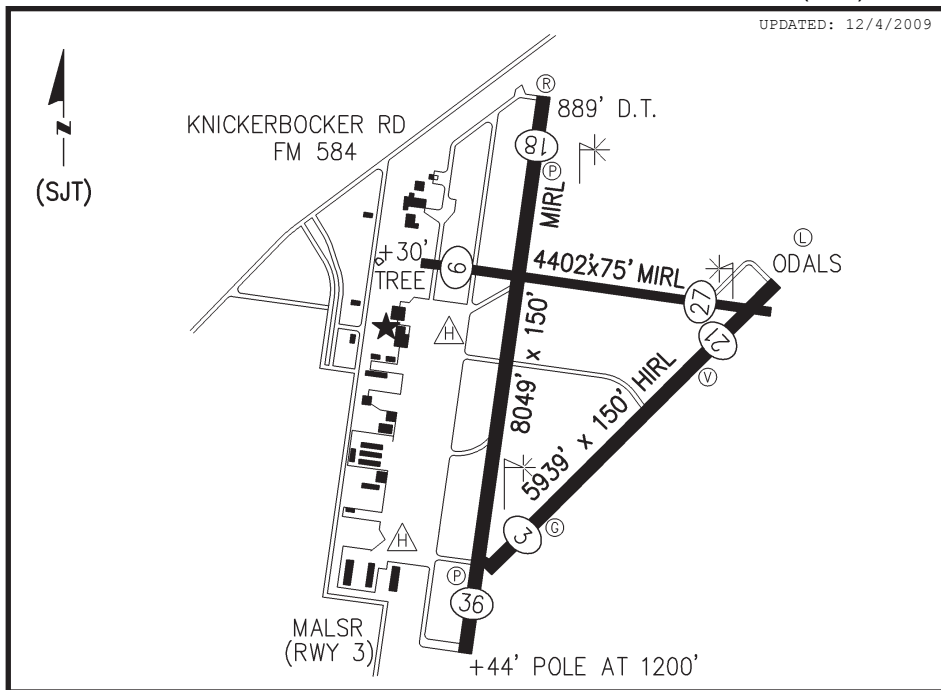 UPDATED: 12/4/2009
R
889' D.T.
KNICKERBOCKER RD
FM 584
18
P
MIRL
N
(SJT)
L
ODALS
+30'
TREE
9
4402'x75' MIRL
27
H
21
V
8049' x 150'
5939' x 150' HIRL
3
G
H
P
36
MALSR
(RWY 3)
+44' POLE AT 1200'